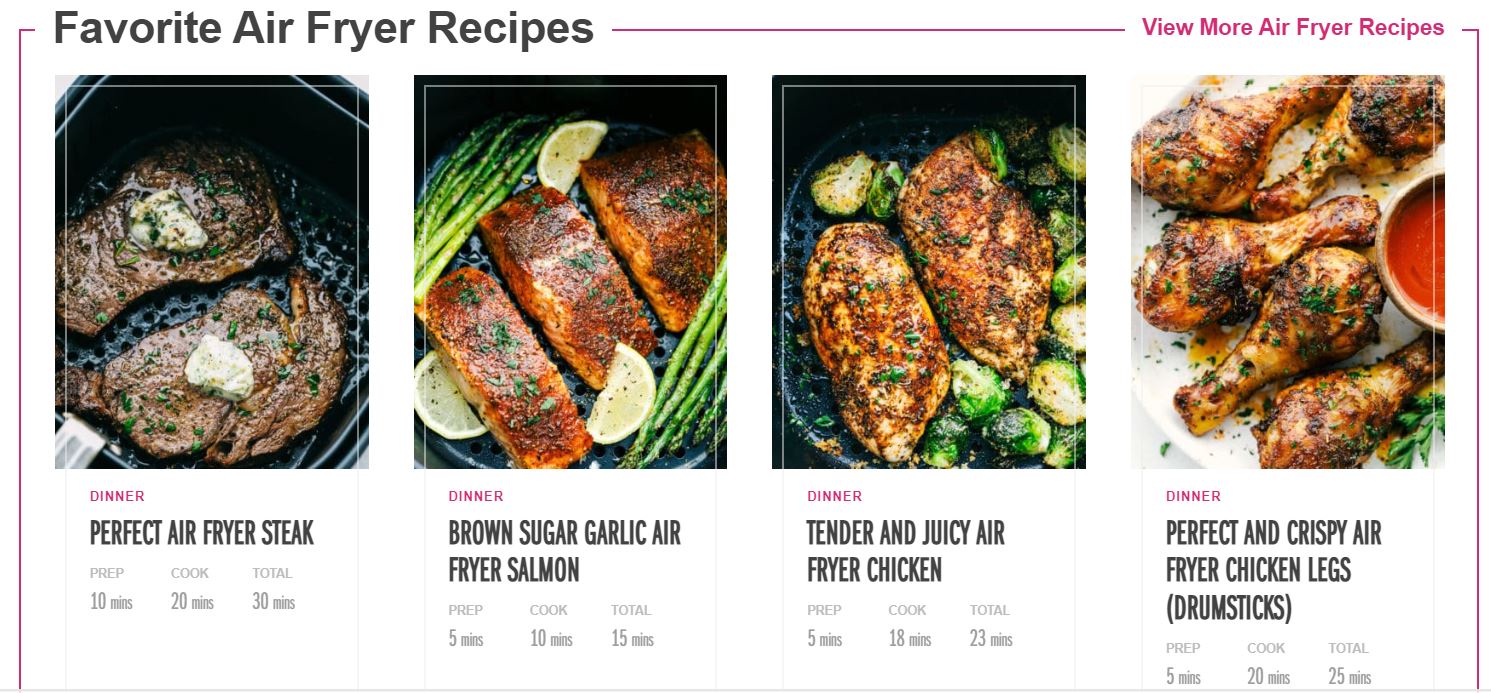 Favorite Air Fryer Recipes
View More Air Fryer Recipes
DINNER
PERFECT AIR FRYER STEAK
PREP COOK TOTAL
10 mins 20 mins 30 mins
DINNER
BROWN SUGAR GARLIC AIR
FRYER SALMON
PREP COOK TOTAL
5 mins 10 mins 15 mins
DINNER
TENDER AND JUICY AIR
FRYER CHICKEN
PREP COOK TOTAL
5 mins 18 mins 23 mins
DINNER
PERFECT AND CRISPY AIR
FRYER CHICKEN LEGS
(DRUMSTICKS)
PREP COOK TOTAL
5 mins 20 mins 25 mins